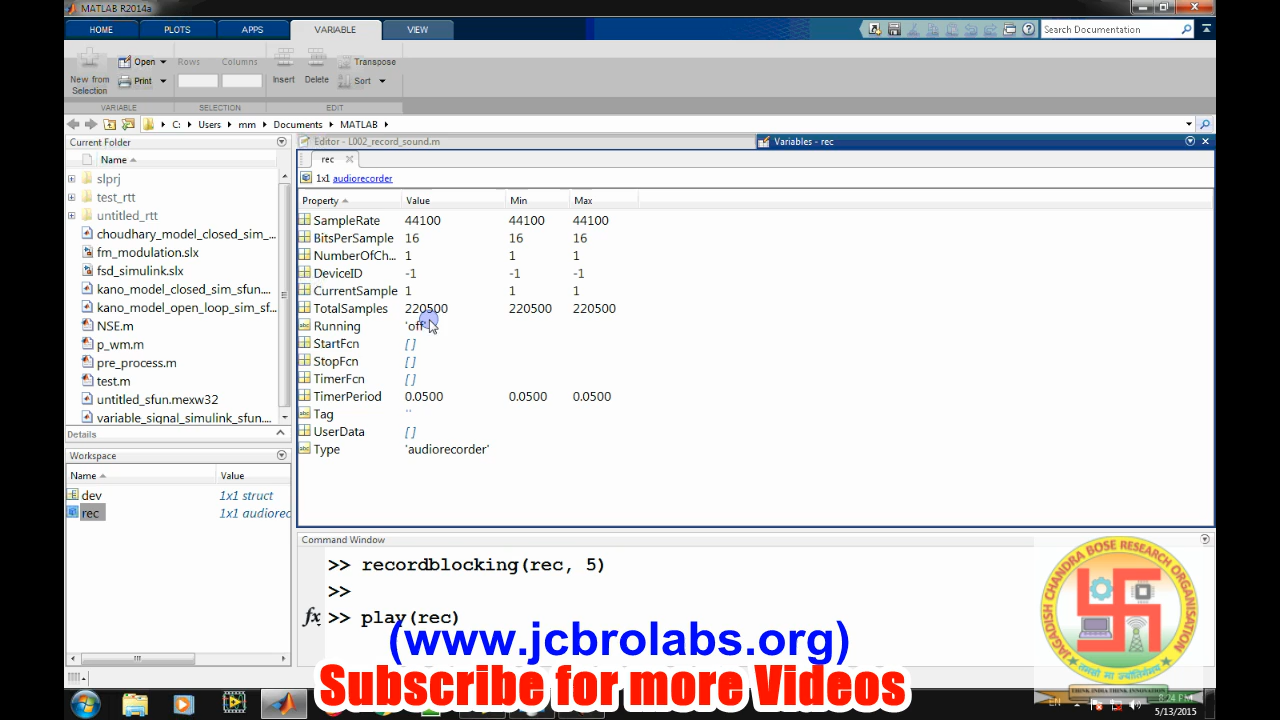 MATLAB R2014a
HOME PLOTS APPS VARIABLE VIEW
Search Documentation
New from Selection
Open
Print
Rows Columns
Insert Delete
Transpose
Sort
VARIABLE SELECTION EDIT
C: Users mm Documents MATLAB
Current Folder
Name
slprj
test_rtt
untitled_rtt
choudhary_model_closed_sim_...
fm_modulation.slx
fsd_simulink.slx
kano_model_closed_sim_sfun....
kano_model_open_loop_sim_sf...
NSE.m
p_wm.m
pre_process.m
test.m
untitled_sfun.mexw32
variable_signal_simulink_sfun....
Details
Workspace
Name Value
dev 1x1 struct
rec 1x1 audiorec
Editor - L002_record_sound.m
Variables - rec
rec
1x1 audiorecorder
Property Value Min Max
SampleRate 44100 44100 44100
BitsPerSample 16 16 16
NumberOfCh... 1 1 1
DeviceID -1 -1 -1
CurrentSample 1 1 1
TotalSamples 220500 220500 220500
Running 'off'
StartFcn []
StopFcn []
TimerFcn []
TimerPeriod 0.0500 0.0500 0.0500
Tag ''
UserData []
Type 'audiorecorder'
Command Window
>> recordblocking(rec, 5)
>>
fx >> play(rec)
(www.jcbrolabs.org)
Subscribe for more Videos
JAGADISH CHANDRA BOSE RESEARCH ORGANISATION
THINK INDIA THINK INNOVATION
EN
8:24 PM
5/13/2015